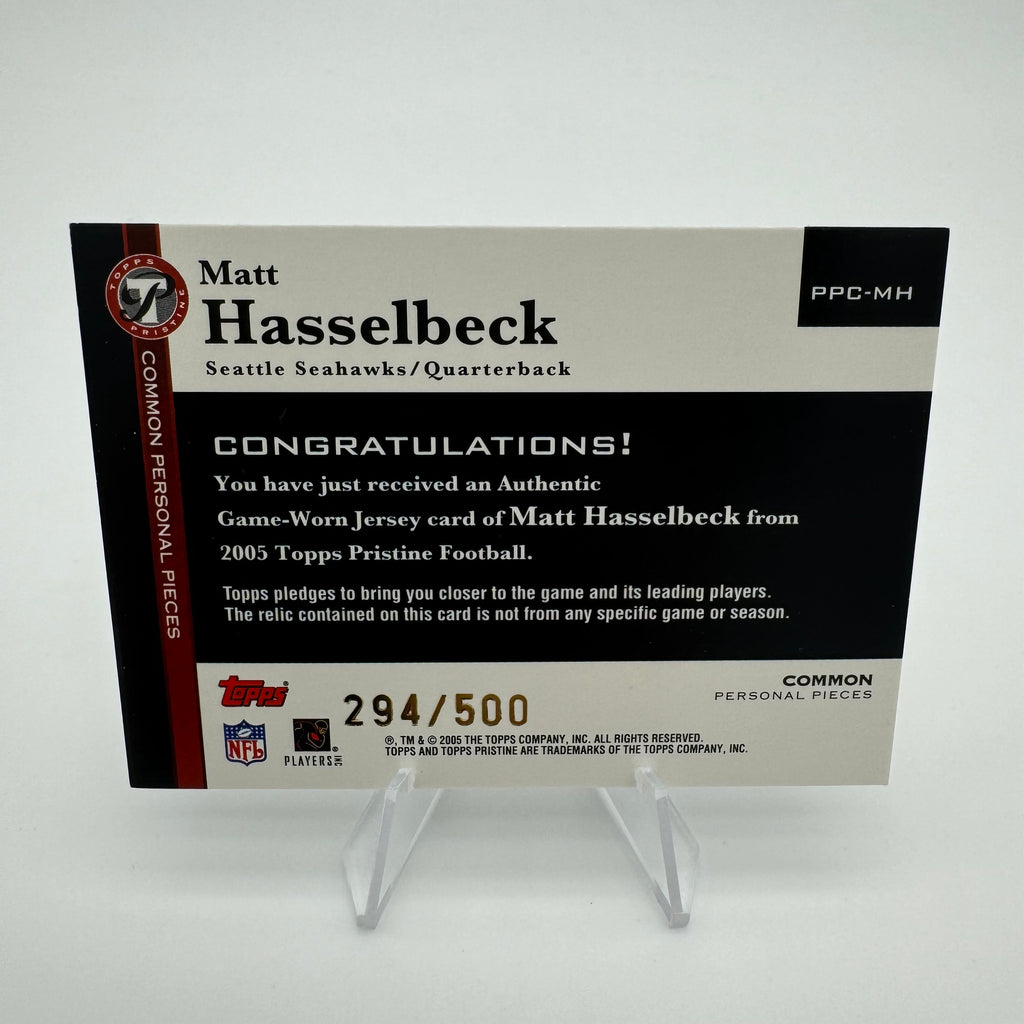 TOPPS
PRISTINE
COMMON PERSONAL PIECES
Matt
Hasselbeck
Seattle Seahawks/Quarterback
PPC-MH
CONGRATULATIONS!
You have just received an Authentic
Game-Worn Jersey card of Matt Hasselbeck from
2005 Topps Pristine Football.
Topps pledges to bring you closer to the game and its leading players.
The relic contained on this card is not from any specific game or season.
Topps®
294/500
COMMON
PERSONAL PIECES
NFL
PLAYERS INC ®
®, TM & © 2005 THE TOPPS COMPANY, INC. ALL RIGHTS RESERVED.
TOPPS AND TOPPS PRISTINE ARE TRADEMARKS OF THE TOPPS COMPANY, INC.